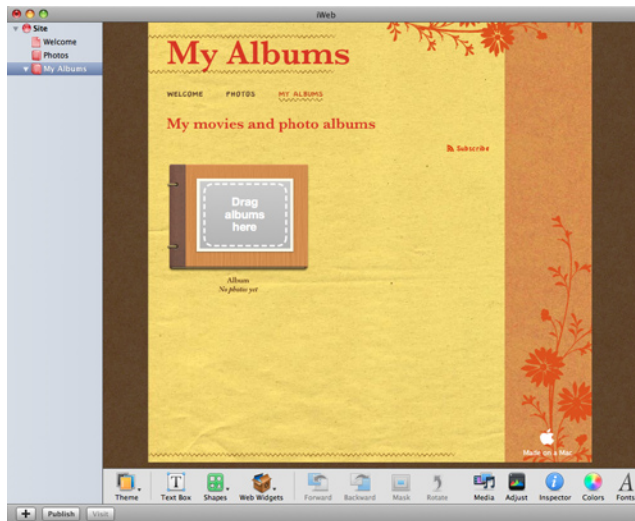 iWeb
Site
Welcome
Photos
My Albums
My Albums
WELCOME PHOTOS MY ALBUMS
My movies and photo albums
Subscribe
Drag
albums
here
Album
No photos yet
Made on a Mac
Theme Text Box Shapes Web Widgets Forward Backward Mask Rotate Media Adjust Inspector Colors Fonts
Publish Visit